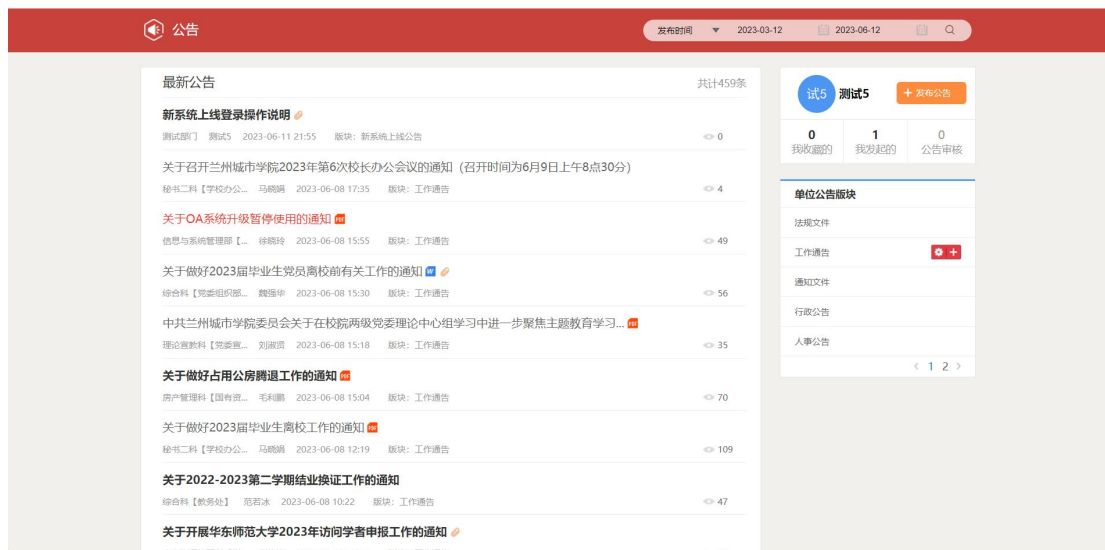 公告
发布时间 2023-03-12 2023-06-12
最新公告 共计459条
新系统上线登录操作说明
测试部门 测试5 2023-06-11 21:55 版块: 新系统上线公告 0
关于召开兰州城市学院2023年第6次校长办公会议的通知（召开时间为6月9日上午8点30分）
秘书二科【学校办公... 马晓娟 2023-06-08 17:35 版块: 工作通告 4
关于OA系统升级暂停使用的通知 PDF
信息与系统管理部【... 徐晓玲 2023-06-08 15:55 版块: 工作通告 49
关于做好2023届毕业生党员离校前有关工作的通知 W
综合科【党委组织部... 魏强华 2023-06-08 15:30 版块: 工作通告 56
中共兰州城市学院委员会关于在校院两级党委理论中心组学习中进一步聚焦主题教育学习... PDF
理论宣教科【党委宣... 刘淑贤 2023-06-08 15:18 版块: 工作通告 35
关于做好占用公房腾退工作的通知 PDF
房产管理科【国有资... 毛利鹏 2023-06-08 15:04 版块: 工作通告 70
关于做好2023届毕业生离校工作的通知 PDF
秘书二科【学校办公... 马晓娟 2023-06-08 12:19 版块: 工作通告 109
关于2022-2023第二学期结业换证工作的通知
综合科【教务处】 范若冰 2023-06-08 10:22 版块: 工作通告 47
关于开展华东师范大学2023年访问学者申报工作的通知
试5 测试5 + 发布公告
0 1 0
我收藏的 我发起的 公告审核
单位公告版块
法规文件
工作通告
通知文件
行政公告
人事公告
< 1 2 >